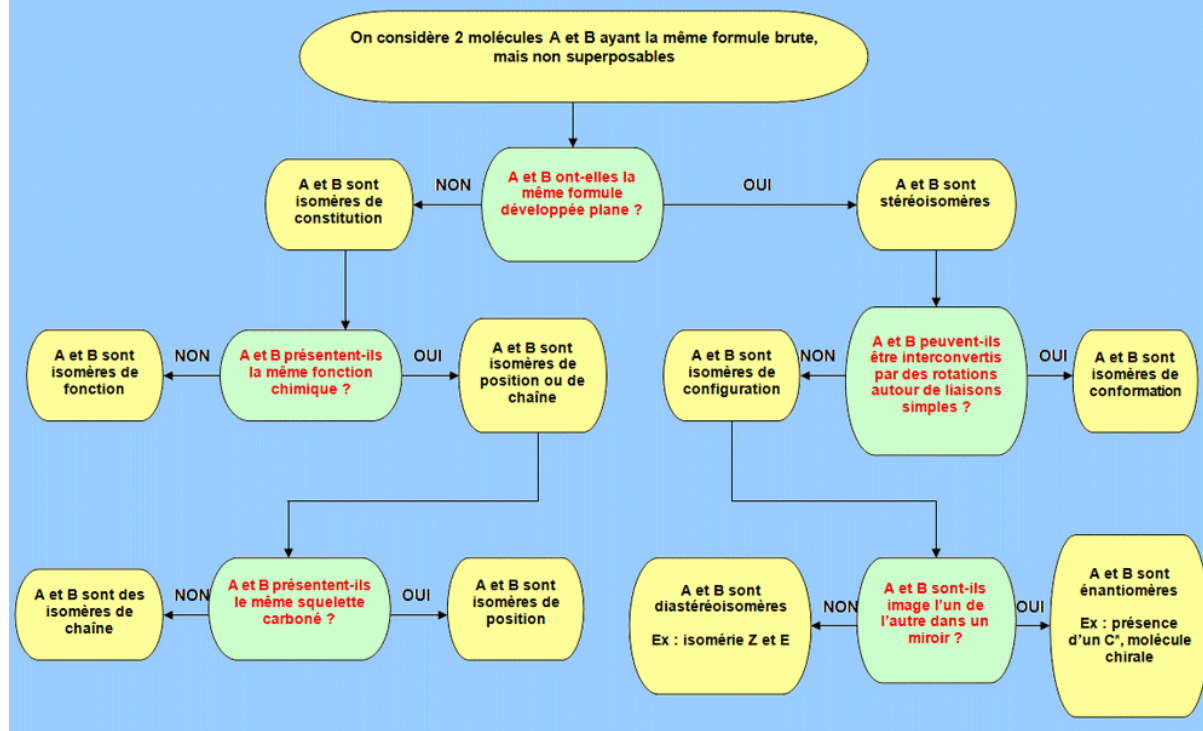 On considère 2 molécules A et B ayant la même formule brute,
mais non superposables
A et B sont
isomères de
constitution
NON
A et B ont-elles la
même formule
développée plane ?
OUI
A et B sont
stéréoisomères
A et B sont
isomères de
fonction
NON
A et B présentent-ils
la même fonction
chimique ?
OUI
A et B sont
isomères de
position ou de
chaîne
A et B sont
isomères de
configuration
NON
A et B peuvent-ils
être interconvertis
par des rotations
autour de liaisons
simples ?
OUI
A et B sont
isomères de
conformation
A et B sont des
isomères de
chaîne
NON
A et B présentent-ils
le même squelette
carboné ?
OUI
A et B sont
isomères de
position
A et B sont
diastéréoisomères
Ex : isomérie Z et E
NON
A et B sont-ils
image l'un de
l'autre dans un
miroir ?
OUI
A et B sont
énantiomères
Ex : présence
d'un C*, molécule
chirale